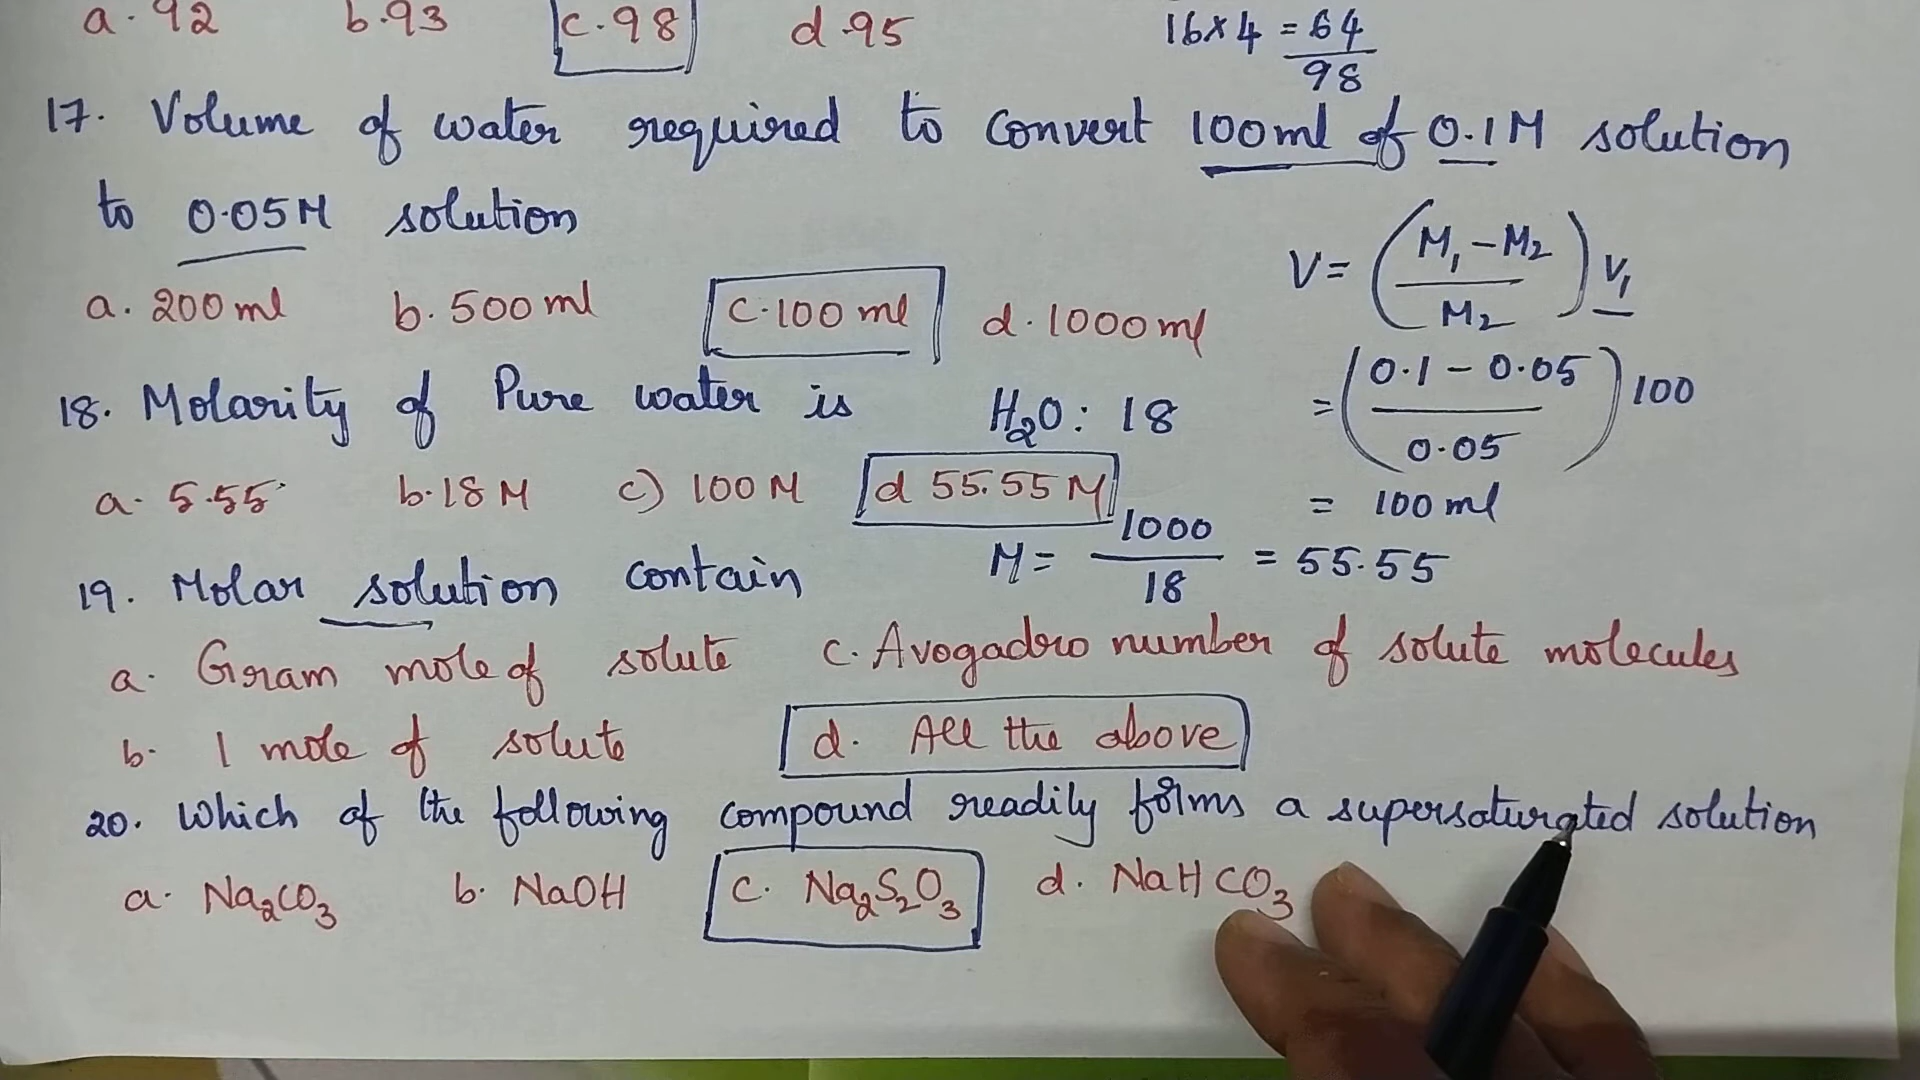 a. 92 b. 93 c. 98 d. 95
16x4 = 64
98
17. Volume of water required to convert 100ml of 0.1M solution
to 0.05M solution
V = (M₁ - M₂ / M₂) V₁
a. 200 ml b. 500 ml c. 100 ml d. 1000 ml
= (0.1 - 0.05 / 0.05) 100
= 100 ml
18. Molarity of Pure water is H₂O : 18
a. 5.55 b. 18 M c) 100 M d 55.55 M
M = 1000 / 18 = 55.55
19. Molar solution contain
a. Gram mole of solute c. Avogadro number of solute molecules
b. 1 mole of solute d. All the above
20. Which of the following compound readily forms a supersaturated solution
a. Na₂CO₃ b. NaOH c. Na₂S₂O₃ d. NaHCO₃